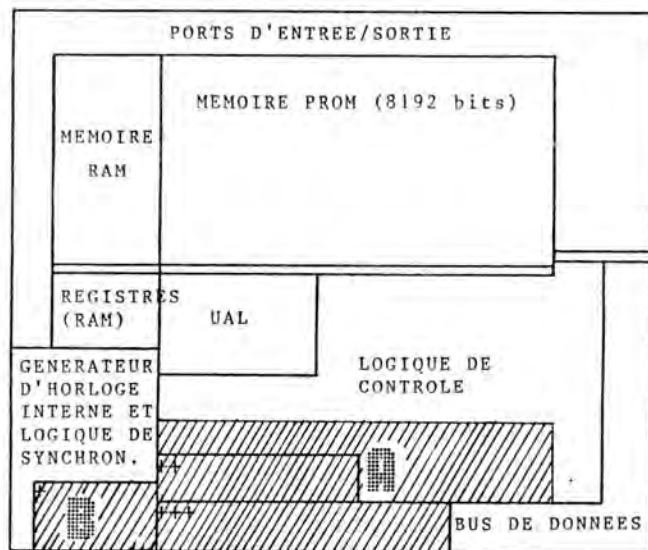 PORTS D'ENTREE/SORTIE
MEMOIRE PROM (8192 bits)
MEMOIRE
RAM
REGISTRES
(RAM)
UAL
LOGIQUE DE
CONTROLE
GENERATEUR
D'HORLOGE
INTERNE ET
LOGIQUE DE
SYNCHRON.
++
A
+
B
+++
BUS DE DONNEES